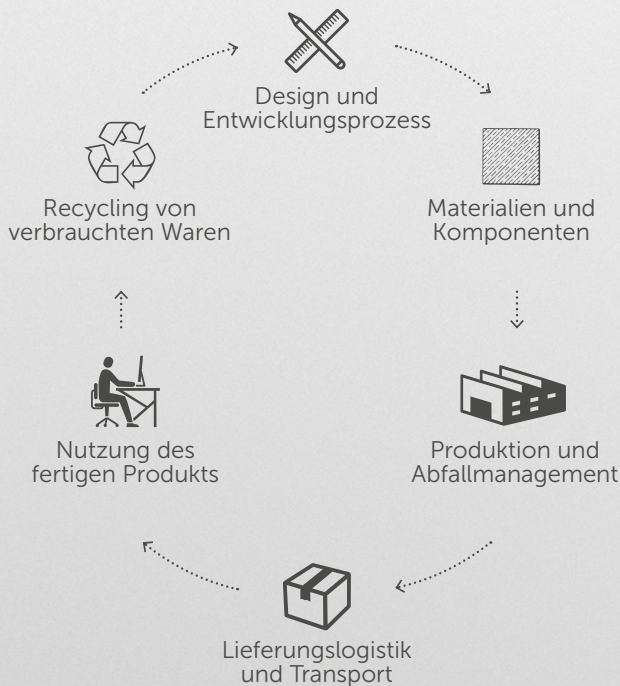 Design und
Entwicklungsprozess
Materialien und
Komponenten
Produktion und
Abfallmanagement
Lieferungslogistik
und Transport
Nutzung des
fertigen Produkts
Recycling von
verbrauchten Waren